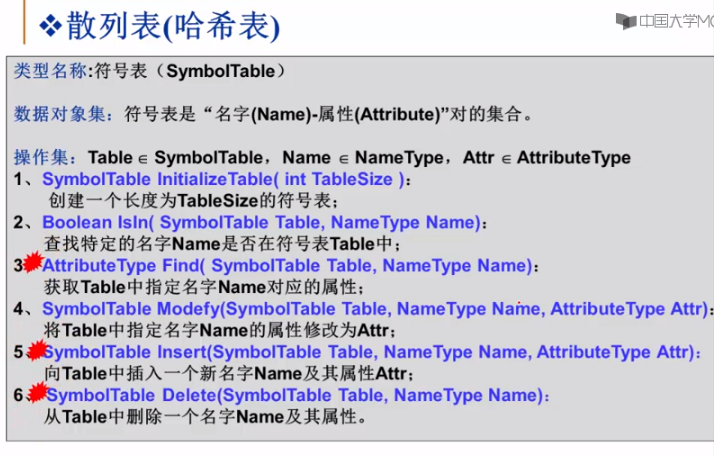 ❖散列表(哈希表)
中国大学MO
类型名称:符号表（SymbolTable）
数据对象集：符号表是“名字(Name)-属性(Attribute)”对的集合。
操作集：Table ∈ SymbolTable，Name ∈ NameType，Attr ∈ AttributeType
1、SymbolTable InitializeTable( int TableSize )：
创建一个长度为TableSize的符号表；
2、Boolean IsIn( SymbolTable Table, NameType Name)：
查找特定的名字Name是否在符号表Table中；
3、AttributeType Find( SymbolTable Table, NameType Name)：
获取Table中指定名字Name对应的属性；
4、SymbolTable Modefy(SymbolTable Table, NameType Name, AttributeType Attr)：
将Table中指定名字Name的属性修改为Attr；
5、SymbolTable Insert(SymbolTable Table, NameType Name, AttributeType Attr)：
向Table中插入一个新名字Name及其属性Attr；
6、SymbolTable Delete(SymbolTable Table, NameType Name)：
从Table中删除一个名字Name及其属性。